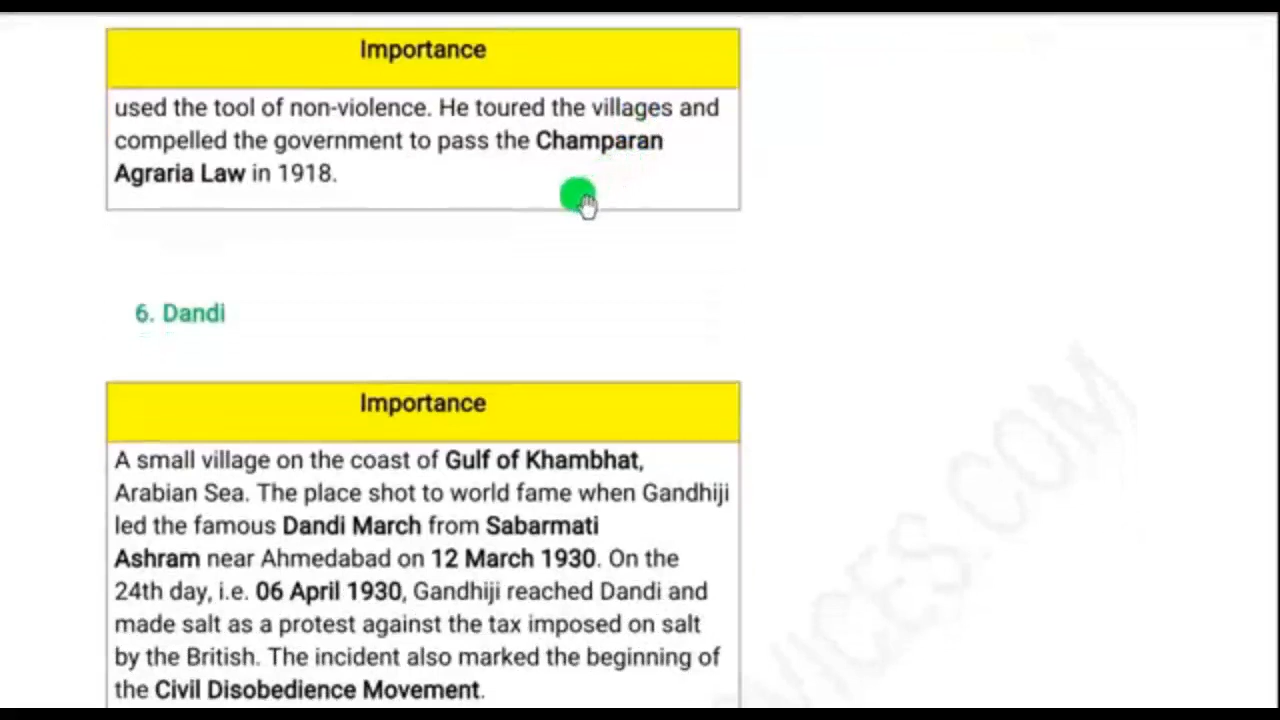 Importance
used the tool of non-violence. He toured the villages and
compelled the government to pass the Champaran
Agraria Law in 1918.
6. Dandi
Importance
A small village on the coast of Gulf of Khambhat,
Arabian Sea. The place shot to world fame when Gandhiji
led the famous Dandi March from Sabarmati
Ashram near Ahmedabad on 12 March 1930. On the
24th day, i.e. 06 April 1930, Gandhiji reached Dandi and
made salt as a protest against the tax imposed on salt
by the British. The incident also marked the beginning of
the Civil Disobedience Movement.
VICES.COM